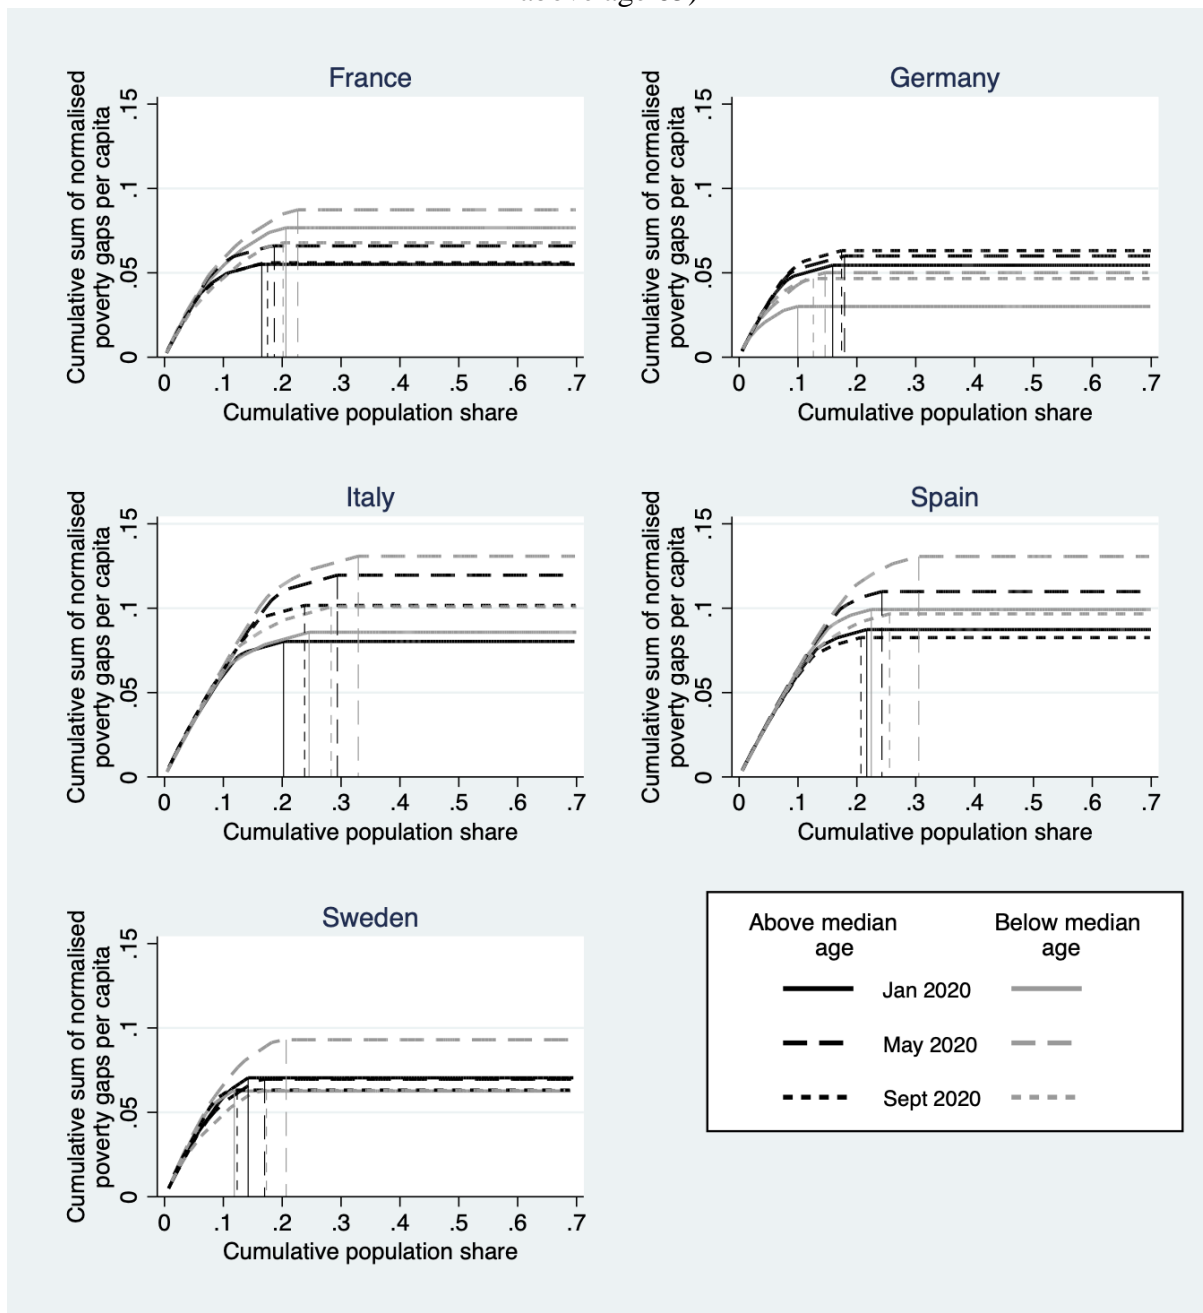 above age 65)
France
Cumulative sum of normalised
poverty gaps per capita
.15
.1
.05
0
0 .1 .2 .3 .4 .5 .6 .7
Cumulative population share
Germany
Cumulative sum of normalised
poverty gaps per capita
.15
.1
.05
0
0 .1 .2 .3 .4 .5 .6 .7
Cumulative population share
Italy
Cumulative sum of normalised
poverty gaps per capita
.15
.1
.05
0
0 .1 .2 .3 .4 .5 .6 .7
Cumulative population share
Spain
Cumulative sum of normalised
poverty gaps per capita
.15
.1
.05
0
0 .1 .2 .3 .4 .5 .6 .7
Cumulative population share
Sweden
Cumulative sum of normalised
poverty gaps per capita
.15
.1
.05
0
0 .1 .2 .3 .4 .5 .6 .7
Cumulative population share
Above median
age
Below median
age
Jan 2020
May 2020
Sept 2020